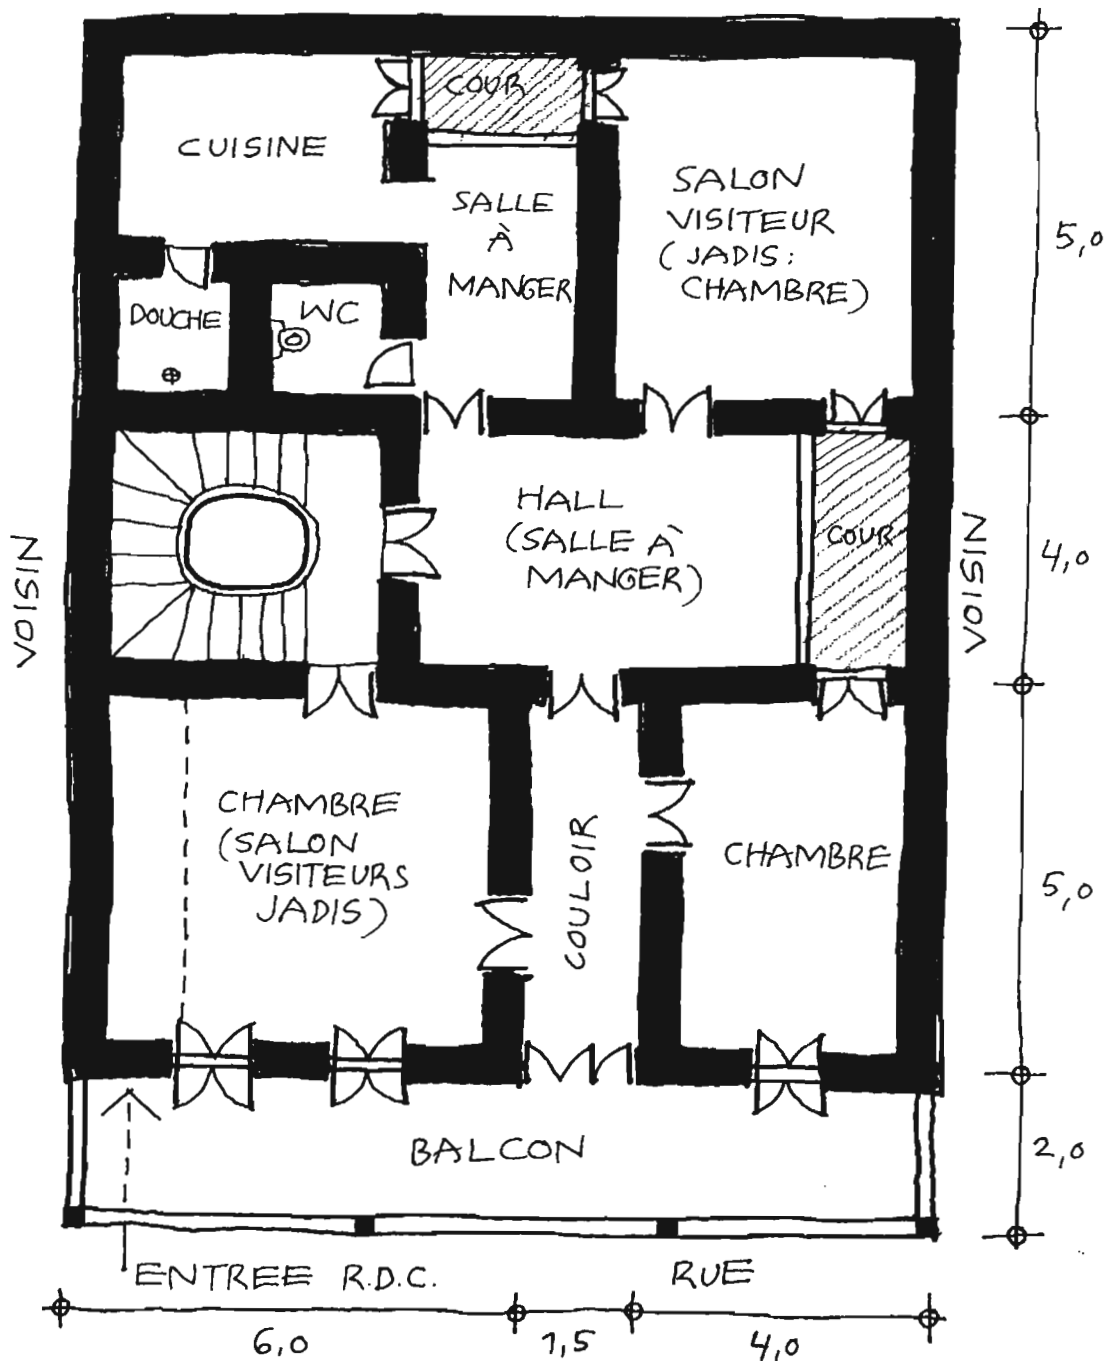 COUR
CUISINE
SALLE
À
MANGER
SALON
VISITEUR
(JADIS:
CHAMBRE)
5,0
DOUCHE
WC
HALL
(SALLE À
MANGER)
COUR
VOISIN
VOISIN
4,0
CHAMBRE
(SALON
VISITEURS
JADIS)
COULOIR
CHAMBRE
5,0
BALCON
2,0
ENTREE R.D.C.
RUE
6,0
1,5
4,0